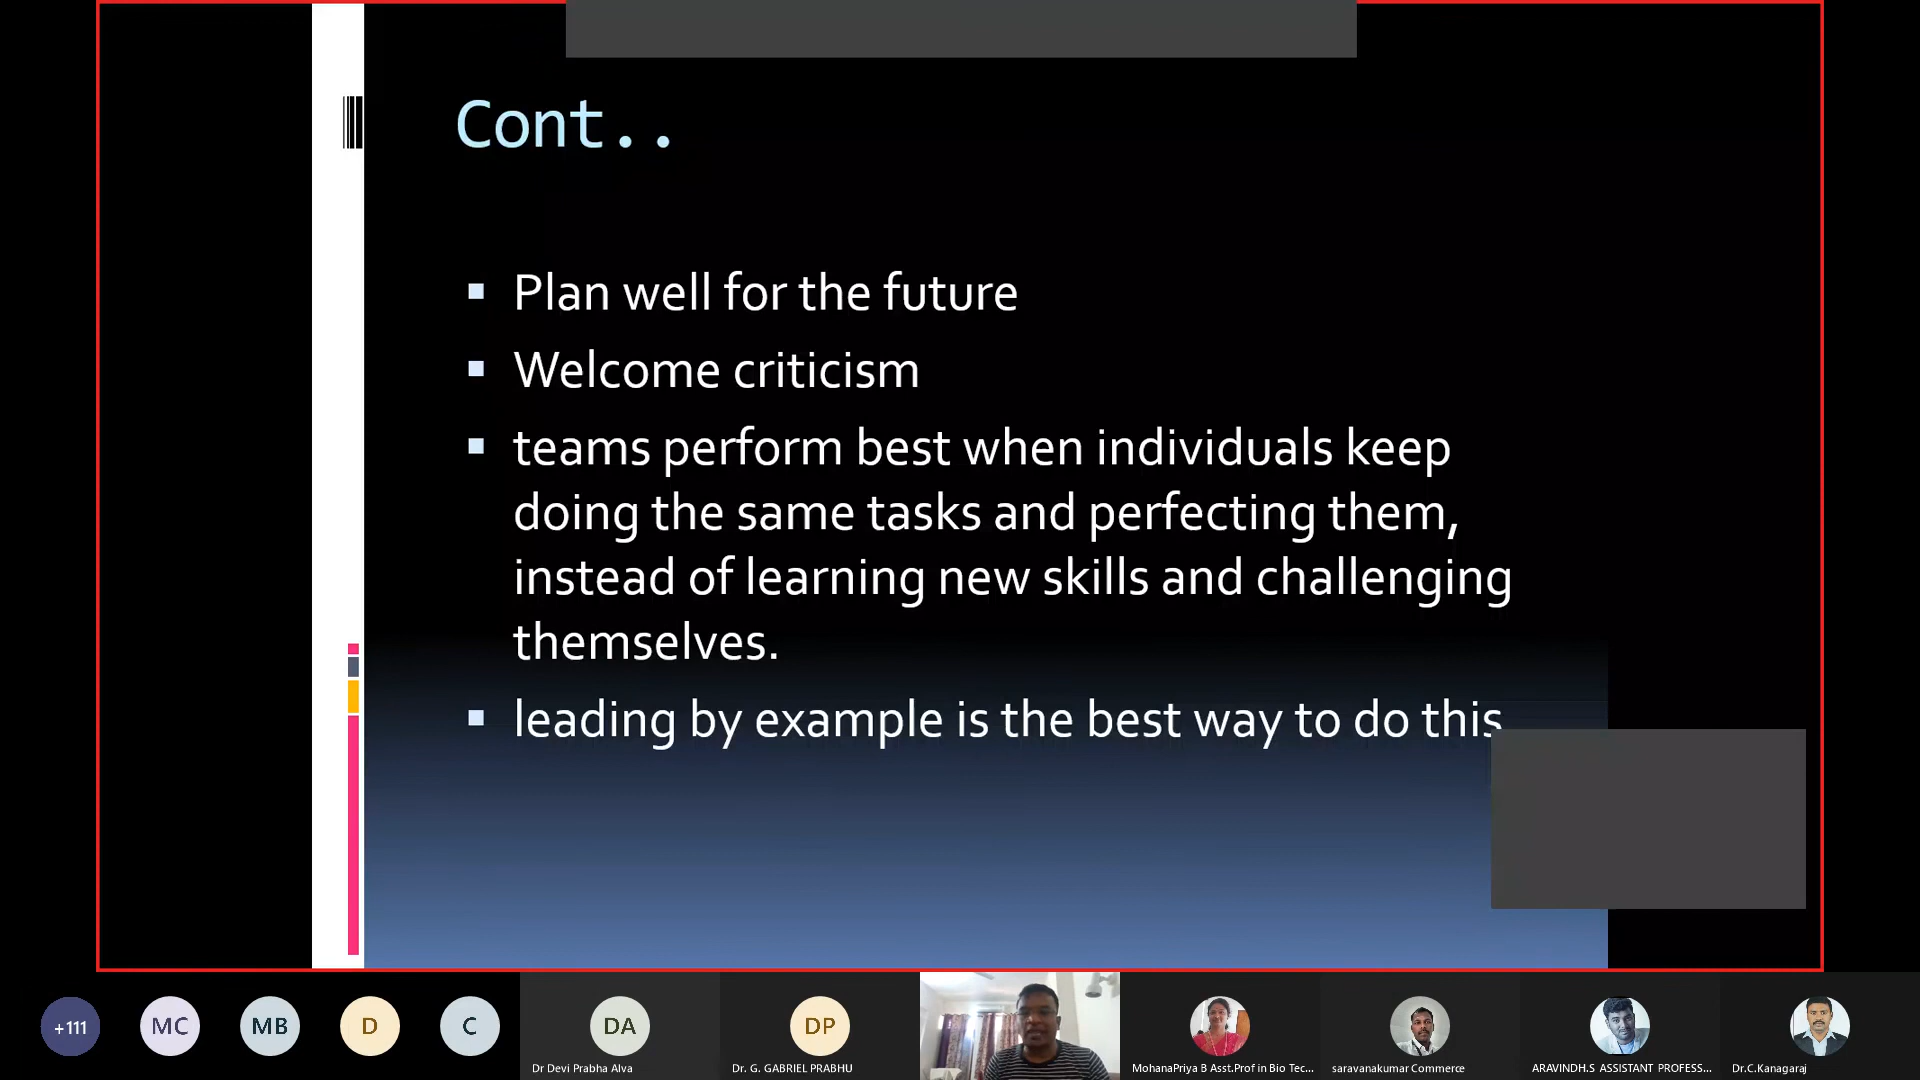 Cont..
Plan well for the future
Welcome criticism
teams perform best when individuals keep
doing the same tasks and perfecting them,
instead of learning new skills and challenging
themselves.
leading by example is the best way to do this
+111
MC
MB
D
C
DA
DP
Dr Devi Prabha Alva
Dr. G. GABRIEL PRABHU
MohanaPriya B Asst.Prof in Bio Tec...
saravanakumar Commerce
ARAVINDH.S ASSISTANT PROFESS...
Dr.C.Kanagaraj